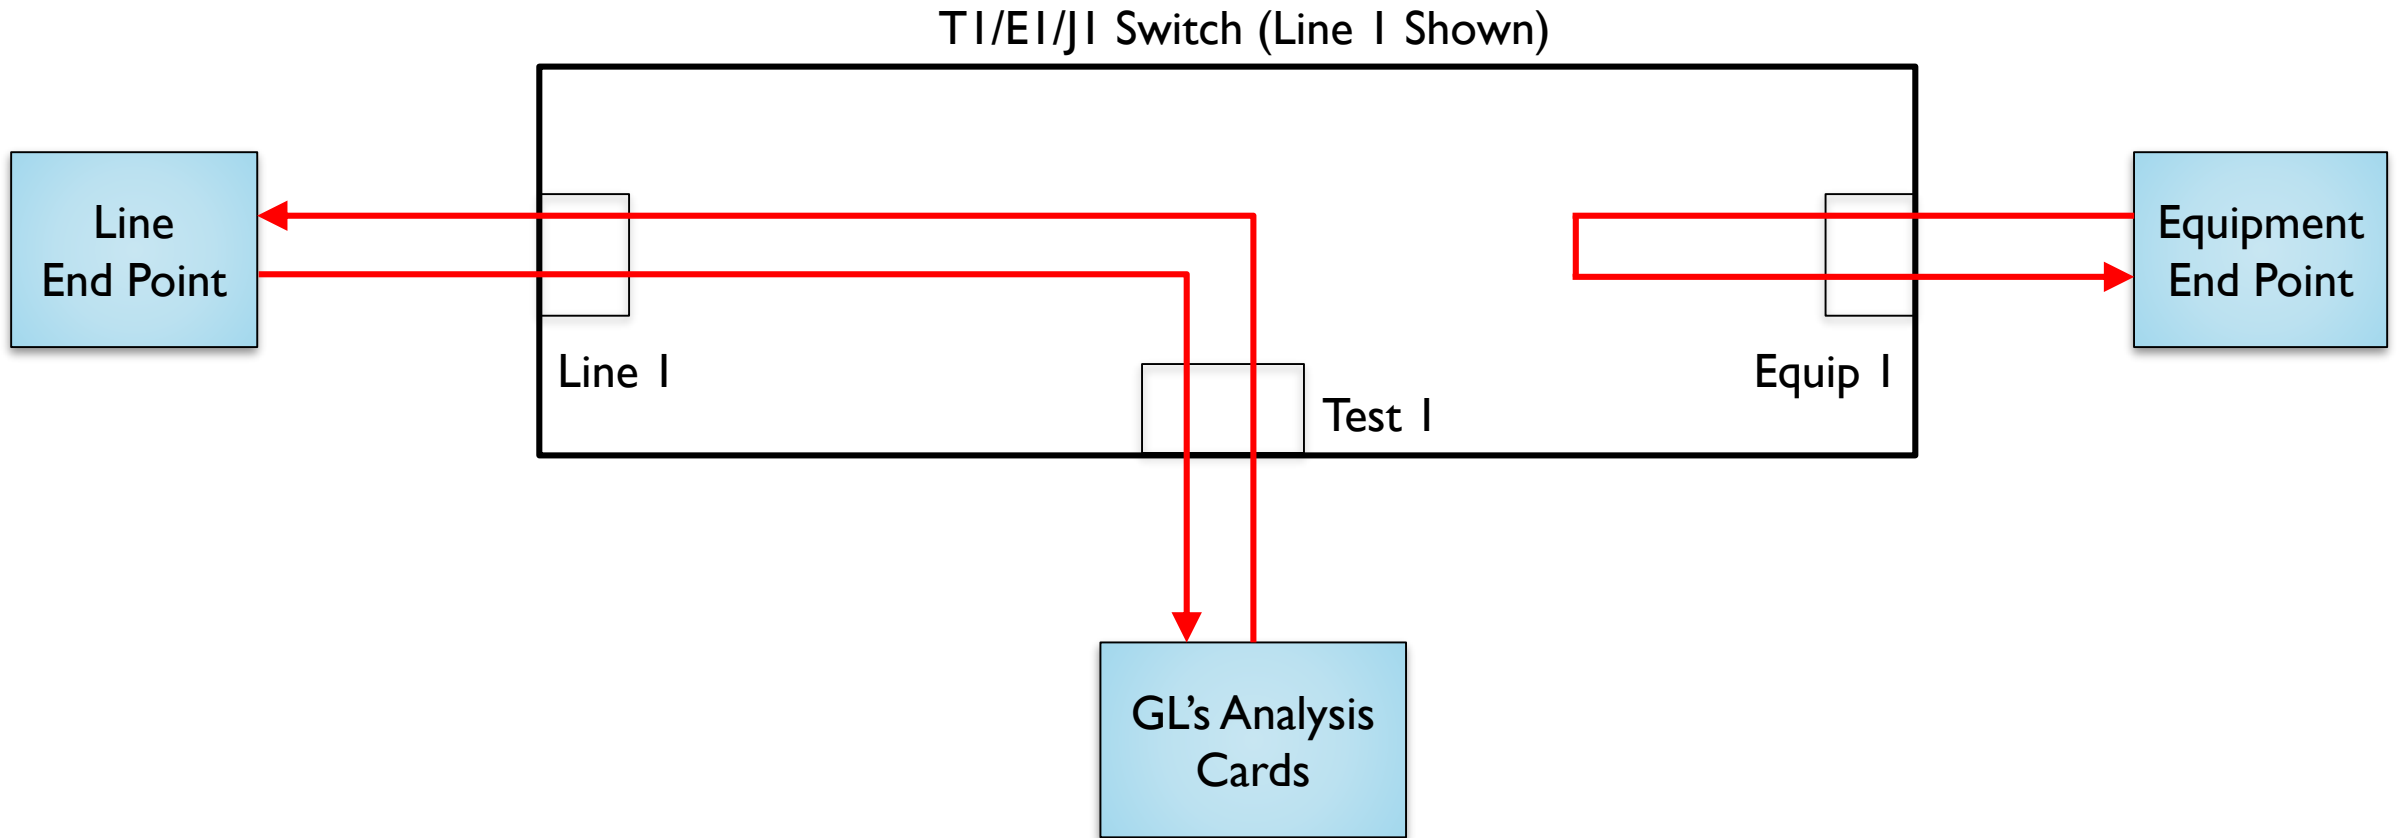 T1/E1/J1 Switch (Line 1 Shown)
Line
End Point
Equipment
End Point
Line 1
Equip 1
Test 1
GL’s Analysis
Cards